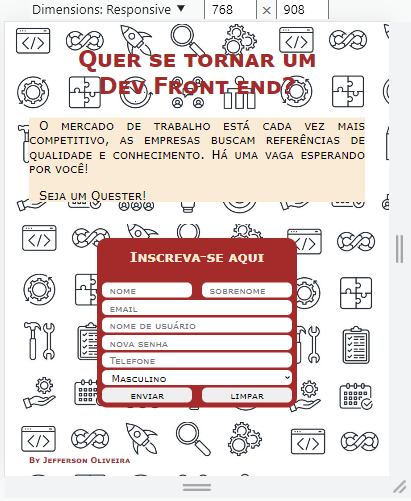 Dimensions: Responsive ▼ 768 × 908
Quer se tornar um
Dev Front end?
O mercado de trabalho está cada vez mais
competitivo, as empresas buscam referências de
qualidade e conhecimento. Há uma vaga esperando
por você!
Seja um Quester!
Inscreva-se aqui
nome sobrenome
email
nome de usuário
nova senha
Telefone
Masculino
enviar limpar
By Jefferson Oliveira